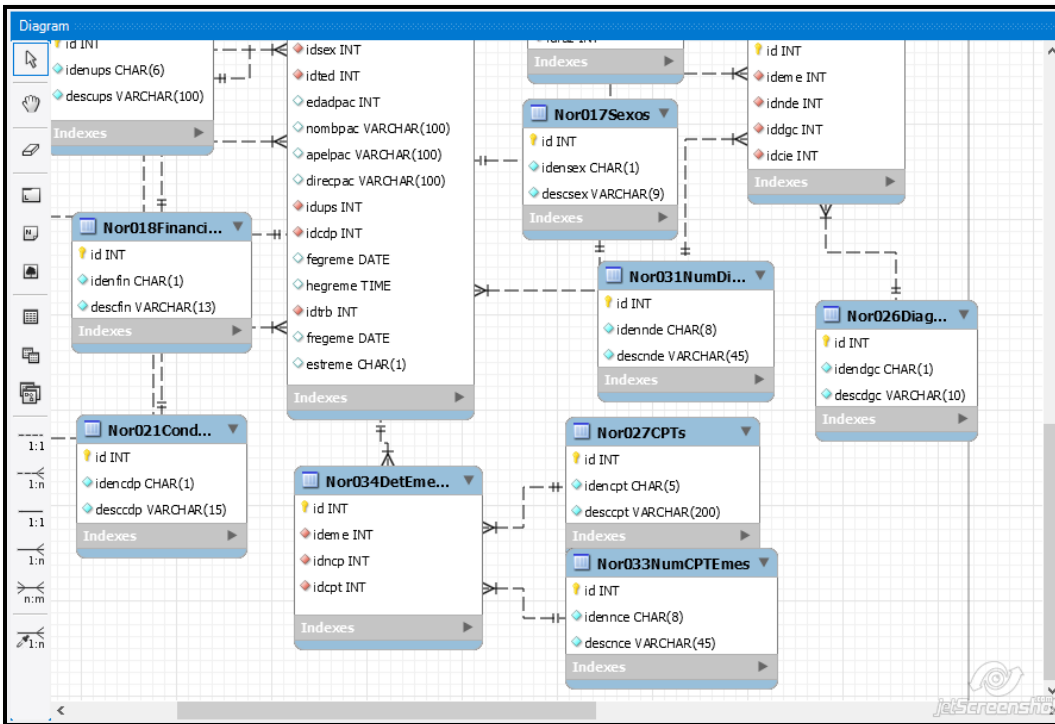 Diagram
id INT
idenups CHAR(6)
descups VARCHAR(100)
Indexes
idsex INT
idted INT
edadpac INT
nombpac VARCHAR(100)
apelpac VARCHAR(100)
direcpac VARCHAR(100)
idups INT
idcdp INT
fegreme DATE
hegreme TIME
idtrb INT
fregeme DATE
estreme CHAR(1)
Indexes
Indexes
Nor017Sexos
id INT
idensex CHAR(1)
descsex VARCHAR(9)
Indexes
id INT
ideme INT
idnde INT
iddgc INT
idcie INT
Indexes
Nor018Financi...
id INT
idenfin CHAR(1)
descfin VARCHAR(13)
Indexes
Nor031NumDi...
id INT
idennde CHAR(8)
descnde VARCHAR(45)
Indexes
Nor026Diag...
id INT
idendgc CHAR(1)
descdgc VARCHAR(10)
Indexes
Nor021Cond...
id INT
idencdp CHAR(1)
desccdp VARCHAR(15)
Indexes
Nor034DetEme...
id INT
ideme INT
idncp INT
idcpt INT
Indexes
Nor027CPTs
id INT
idencpt CHAR(5)
desccpt VARCHAR(200)
Indexes
Nor033NumCPTEmes
id INT
idennce CHAR(8)
descnce VARCHAR(45)
Indexes
1:1
1:n
1:1
1:n
n:m
1:n